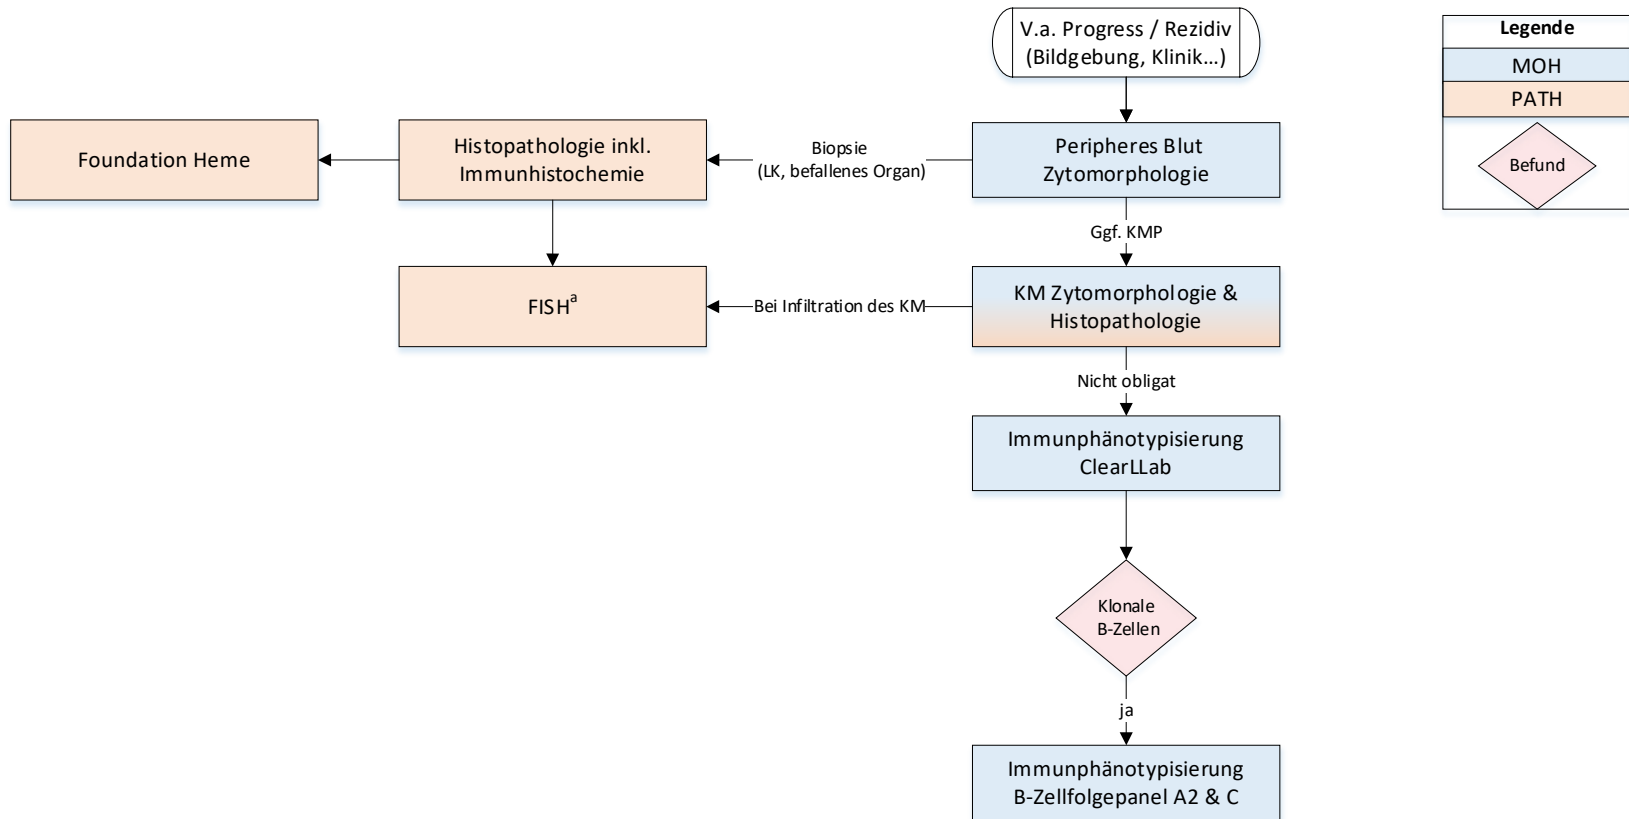 V.a. Progress / Rezidiv
(Bildgebung, Klinik…)
Legende
MOH
PATH
Befund
Foundation Heme
Histopathologie inkl.
Immunhistochemie
Biopsie
(LK, befallenes Organ)
Peripheres Blut
Zytomorphologie
Ggf. KMP
FISHᵃ
Bei Infiltration des KM
KM Zytomorphologie &
Histopathologie
Nicht obligat
Immunphänotypisierung
ClearLLab
Klonale
B-Zellen
ja
Immunphänotypisierung
B-Zellfolgepanel A2 & C